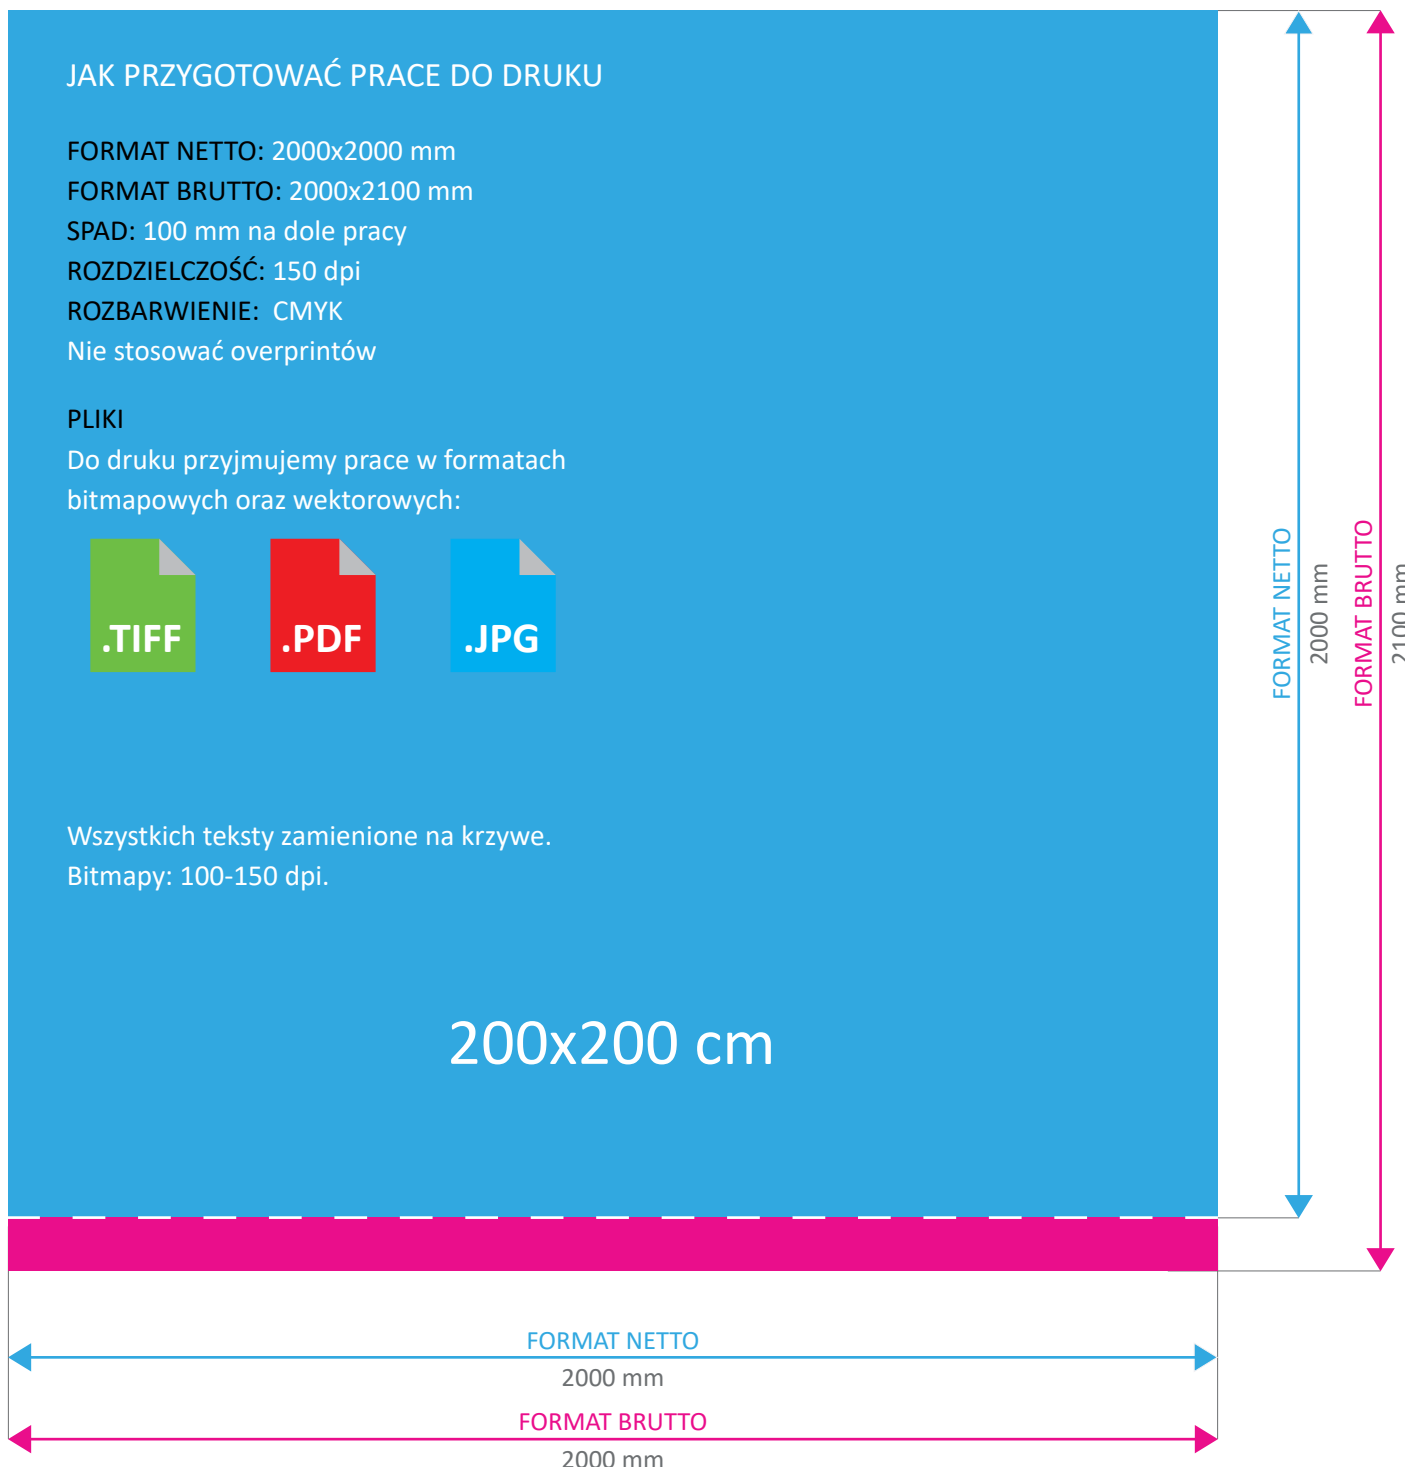 JAK PRZYGOTOWAĆ PRACE DO DRUKU
FORMAT NETTO: 2000x2000 mm
FORMAT BRUTTO: 2000x2100 mm
SPAD: 100 mm na dole pracy
ROZDZIELCZOŚĆ: 150 dpi
ROZBARWIENIE: CMYK
Nie stosować overprintów
PLIKI
Do druku przyjmujemy prace w formatach
bitmapowych oraz wektorowych:
.TIFF
.PDF
.JPG
Wszystkich teksty zamienione na krzywe.
Bitmapy: 100-150 dpi.
200x200 cm
FORMAT NETTO
2000 mm
FORMAT BRUTTO
2100 mm
FORMAT NETTO
2000 mm
FORMAT BRUTTO
2000 mm